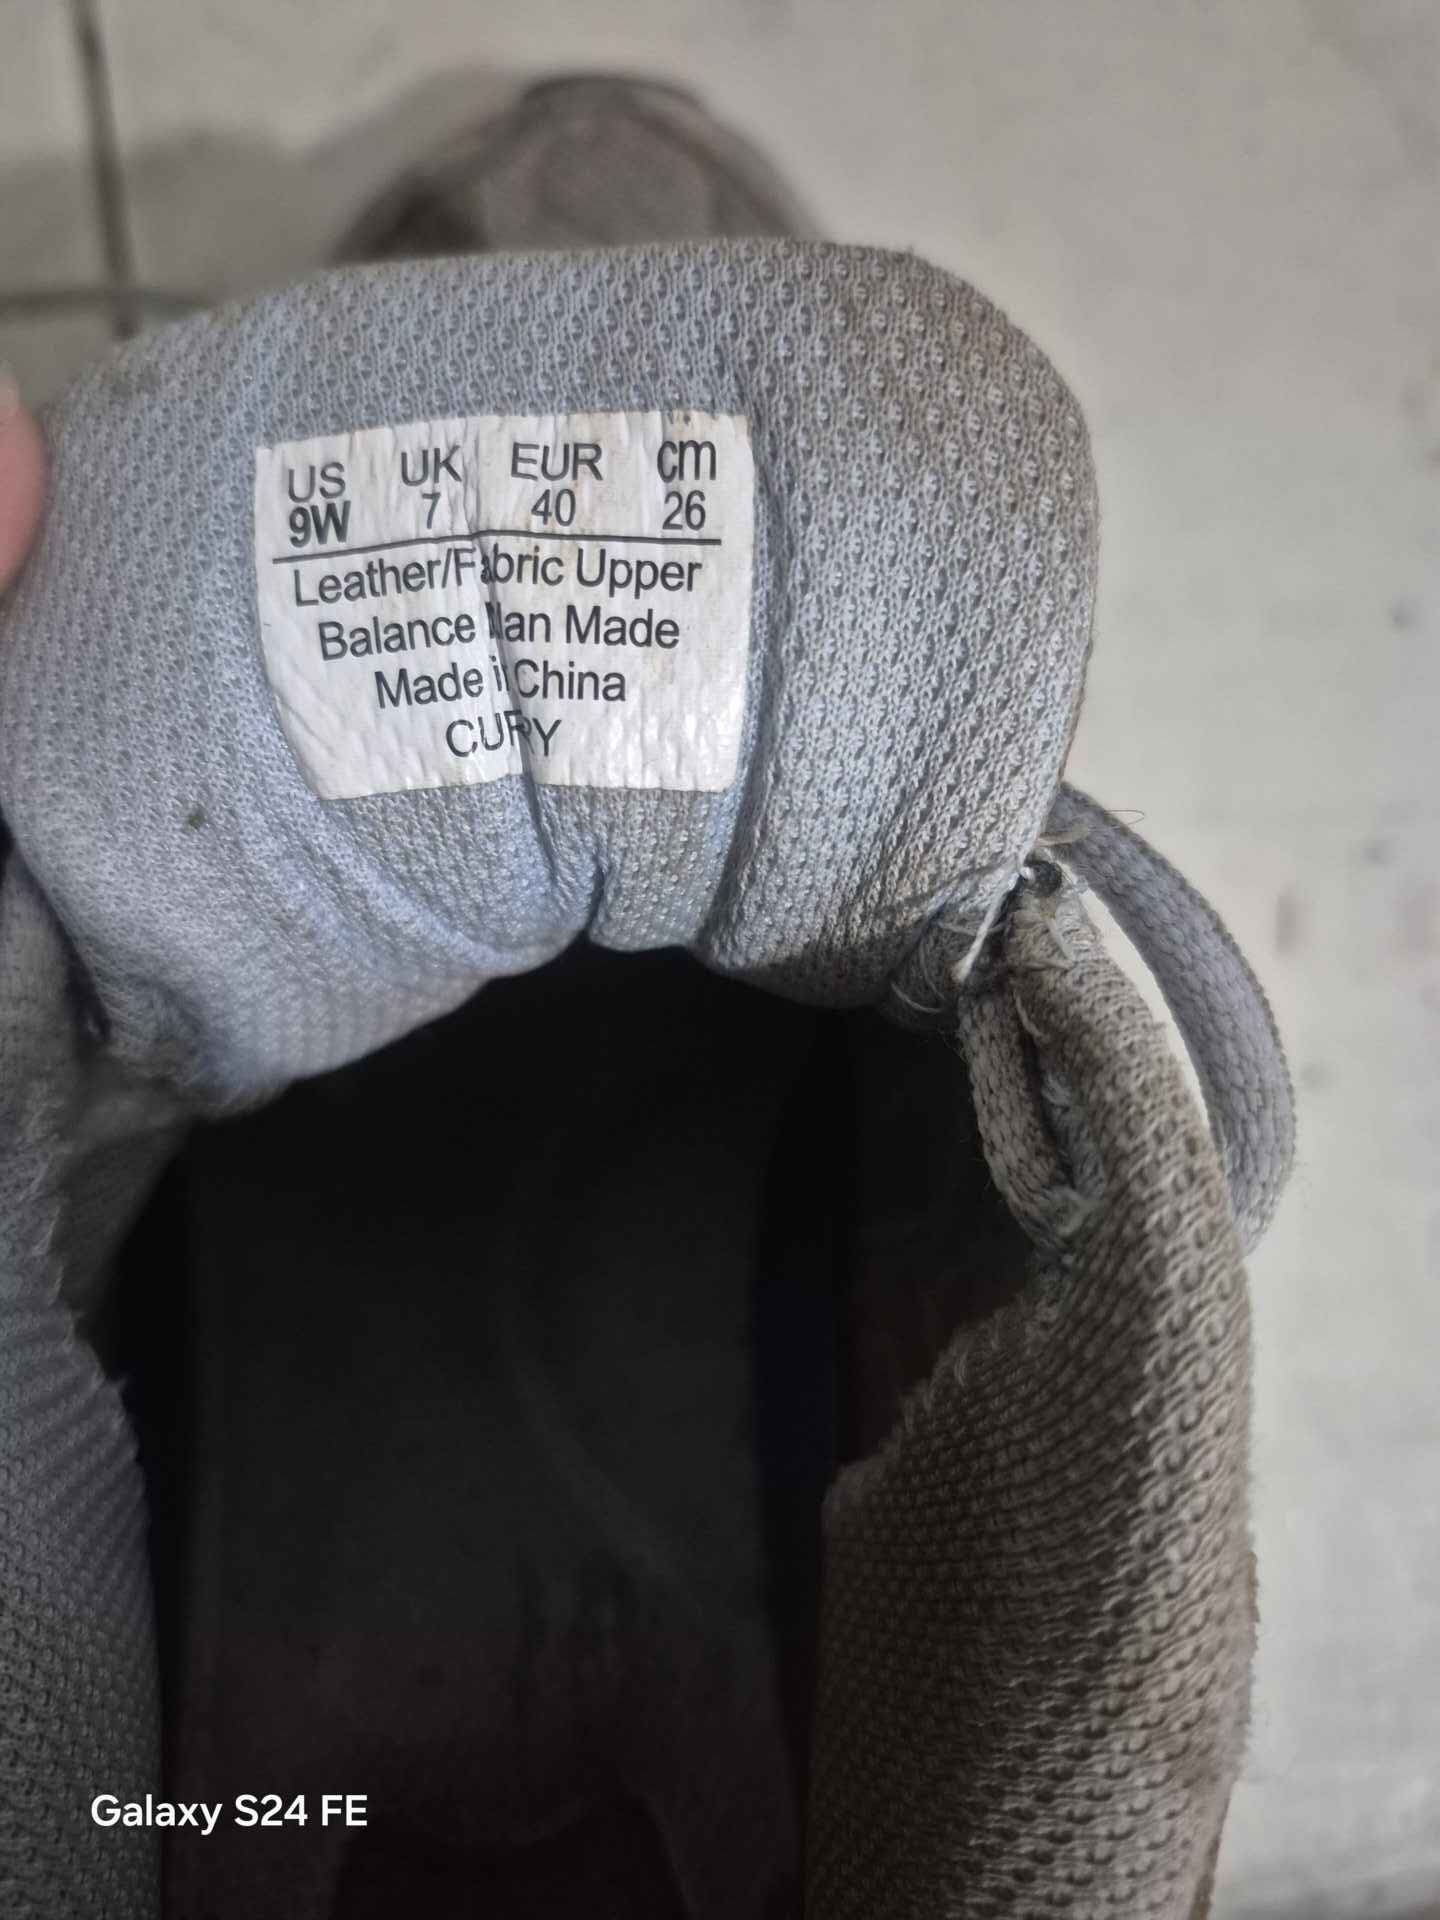 US UK EUR cm
9W 7 40 26
Leather/Fabric Upper
Balance Man Made
Made in China
CURRY
Galaxy S24 FE